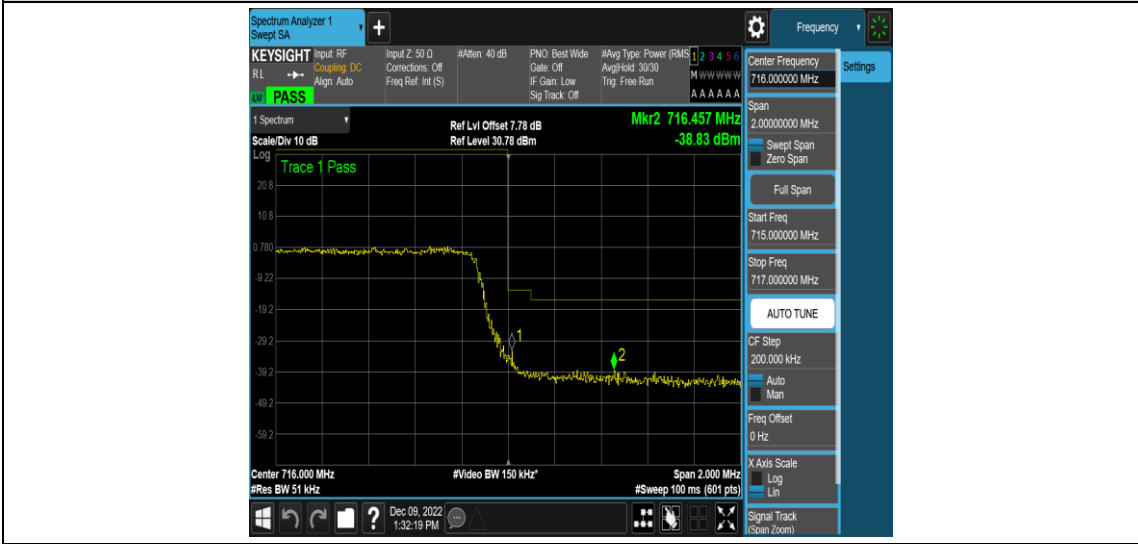 Spectrum Analyzer 1
Swept SA
+
Frequency
KEYSIGHT
RL
PASS
Input: RF
Coupling: DC
Align: Auto
Input Z: 50 Ω
Corrections: Off
Freq Ref: Int (S)
#Atten: 40 dB
PNO: Best Wide
Gate: Off
IF Gain: Low
Sig Track: Off
#Avg Type: Power (RMS
Avg|Hold: 30/30
Trig: Free Run
1 2 3 4 5 6
M W W W W W
A A A A A A
1 Spectrum
Scale/Div 10 dB
Ref Lvl Offset 7.78 dB
Ref Level 30.78 dBm
Mkr2 716.457 MHz
-38.83 dBm
Log
Trace 1 Pass
20.8
10.8
0.780
-9.22
-19.2
-29.2
-39.2
-49.2
-59.2
1
2
Center 716.000 MHz
#Res BW 51 kHz
#Video BW 150 kHz*
Span 2.000 MHz
#Sweep 100 ms (601 pts)
?
Dec 09, 2022
1:32:19 PM
Center Frequency
716.000000 MHz
Settings
Span
2.00000000 MHz
Swept Span
Zero Span
Full Span
Start Freq
715.000000 MHz
Stop Freq
717.000000 MHz
AUTO TUNE
CF Step
200.000 kHz
Auto
Man
Freq Offset
0 Hz
X Axis Scale
Log
Lin
Signal Track
(Span Zoom)